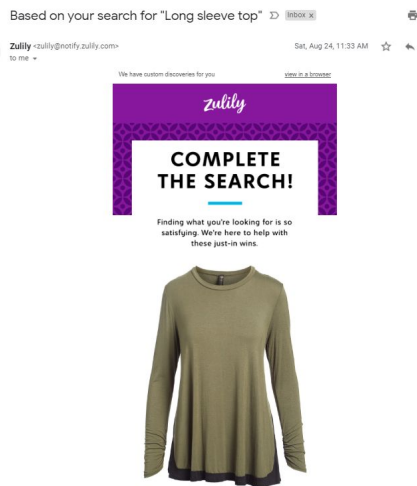 Based on your search for "Long sleeve top"
Inbox x
Zulily <zulily@notify.zulily.com>
Sat, Aug 24, 11:33 AM
to me
We have custom discoveries for you
view in a browser
zulily
COMPLETE
THE SEARCH!
Finding what you're looking for is so
satisfying. We're here to help with
these just-in wins.